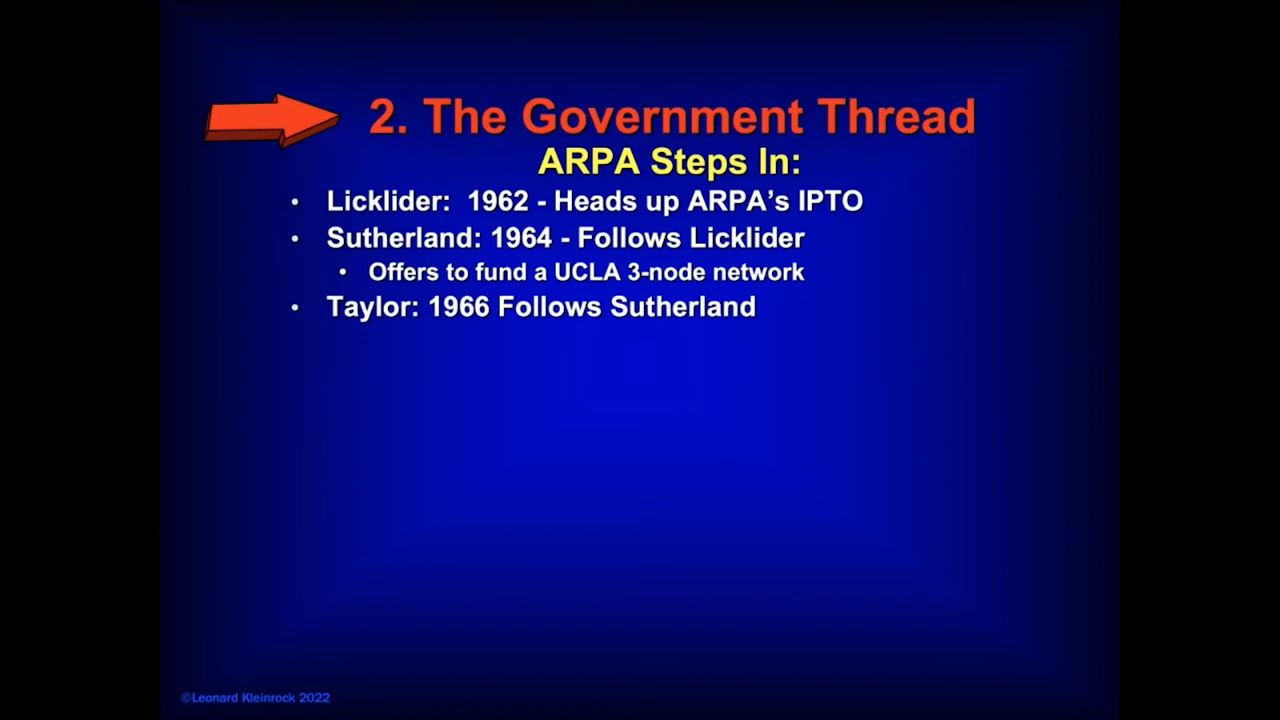 2. The Government Thread
ARPA Steps In:
• Licklider:  1962 - Heads up ARPA’s IPTO
• Sutherland: 1964 - Follows Licklider
• Offers to fund a UCLA 3-node network
• Taylor: 1966 Follows Sutherland
©Leonard Kleinrock 2022